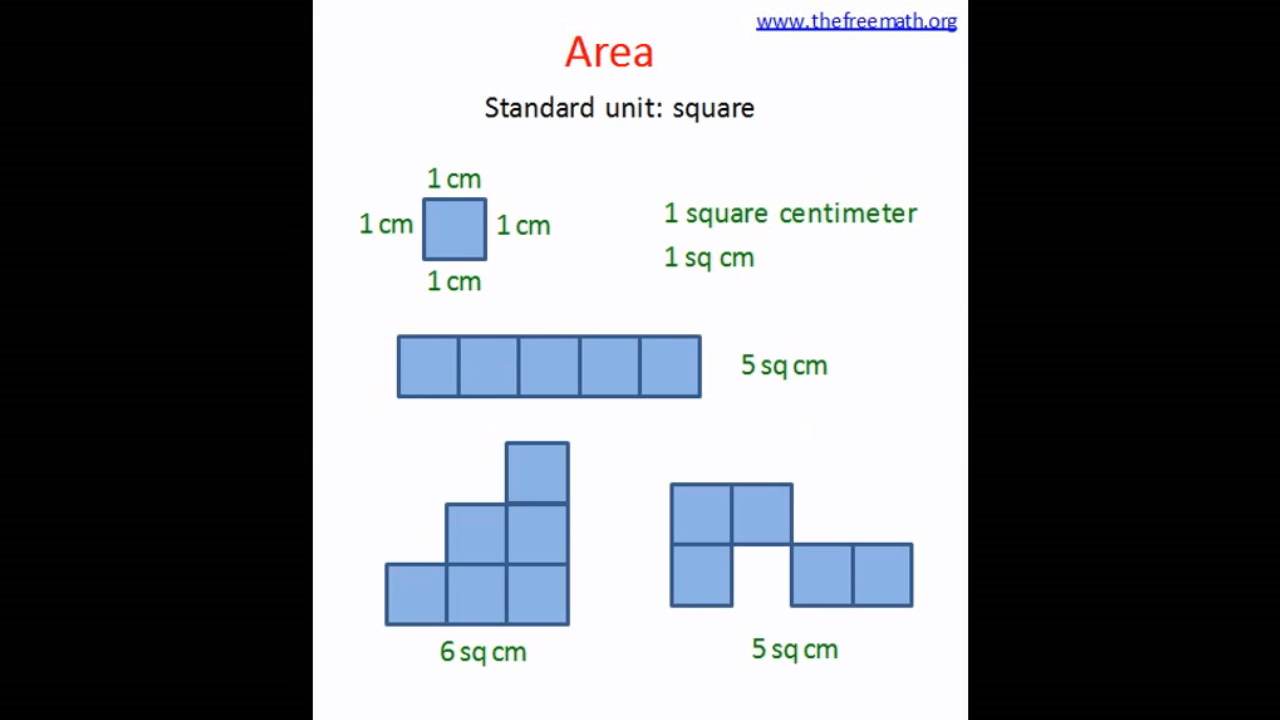 www.thefreemath.org
Area
Standard unit: square
1 cm
1 cm
1 cm
1 cm
1 square centimeter
1 sq cm
5 sq cm
6 sq cm
5 sq cm